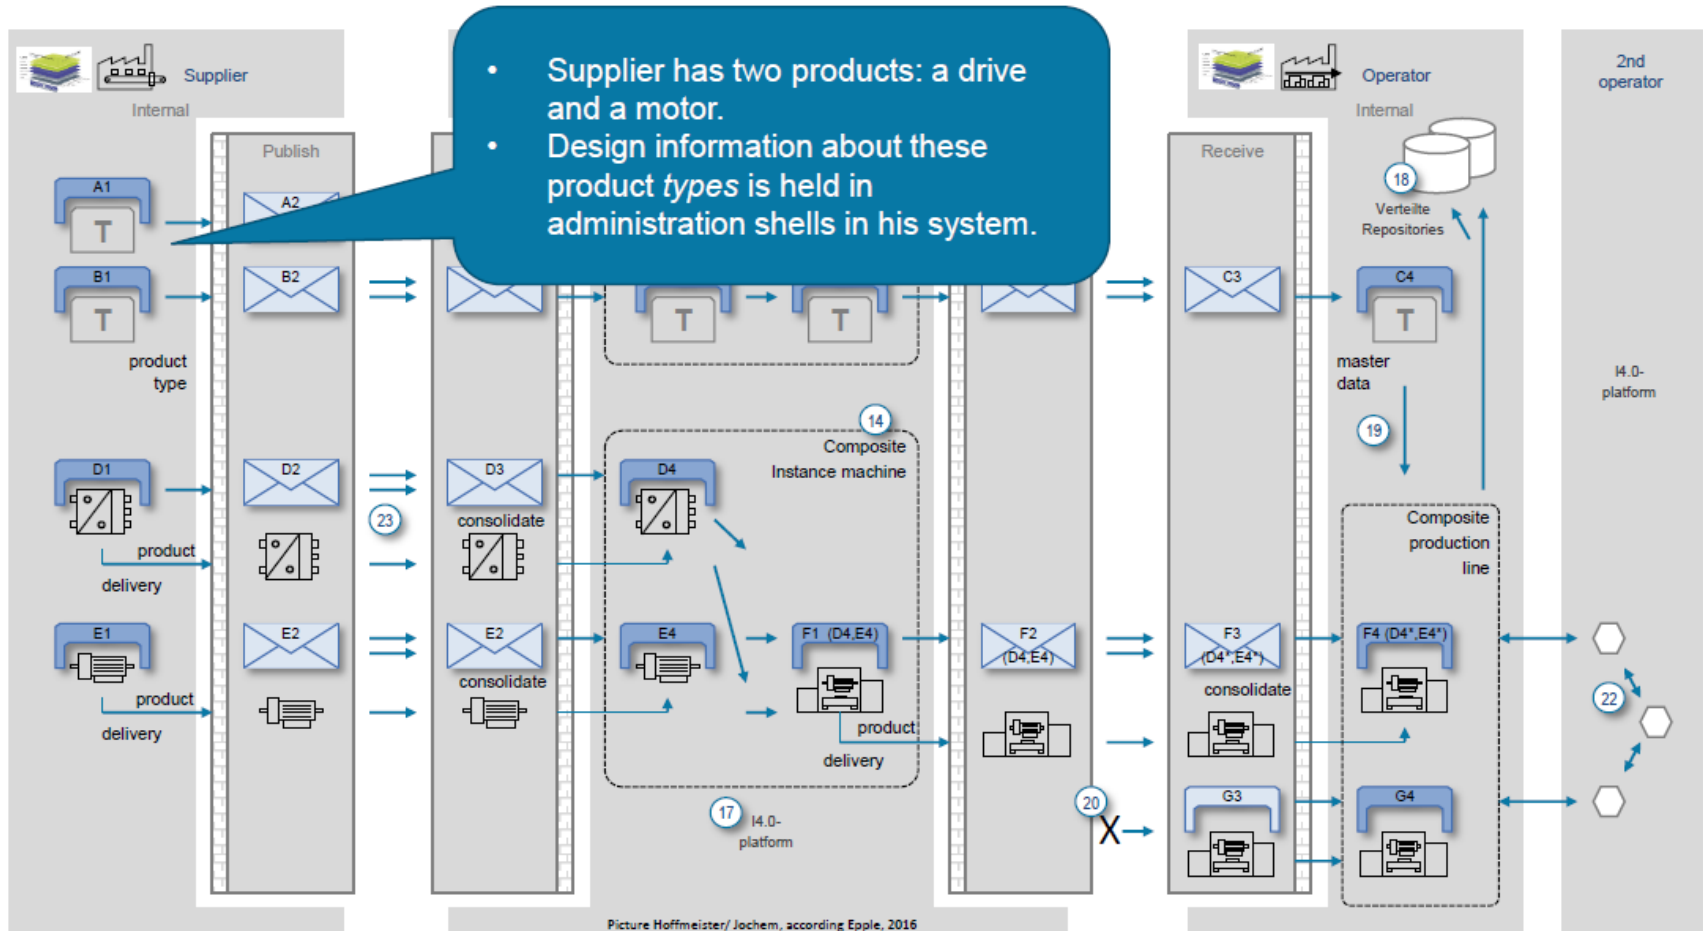 Supplier
Internal
• Supplier has two products: a drive
and a motor.
• Design information about these
product types is held in
administration shells in his system.
Operator
Internal
2nd
operator
Publish
Receive
A1
T
A2
18
Verteilte
Repositories
B1
T
B2
T
T
C3
C4
T
product
type
master
data
I4.0-
platform
14
Composite
Instance machine
19
D1
D2
D3
D4
23
consolidate
product
delivery
Composite
production
line
E1
E2
E2
E4
F1 (D4,E4)
F2
(D4,E4)
F3
(D4*,E4*)
F4 (D4*,E4*)
consolidate
consolidate
product
delivery
product
delivery
22
17
I4.0-
platform
20
X
G3
G4
Picture Hoffmeister/ Jochem, according Epple, 2016